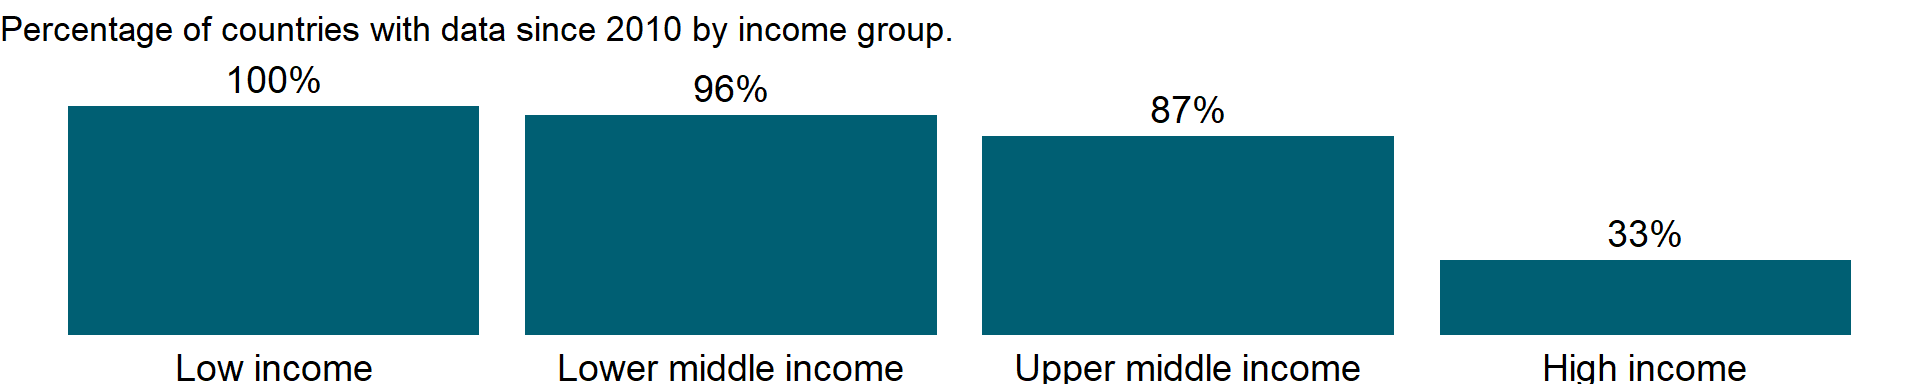 Percentage of countries with data since 2010 by income group.
100%
96%
87%
33%
Low income
Lower middle income
Upper middle income
High income